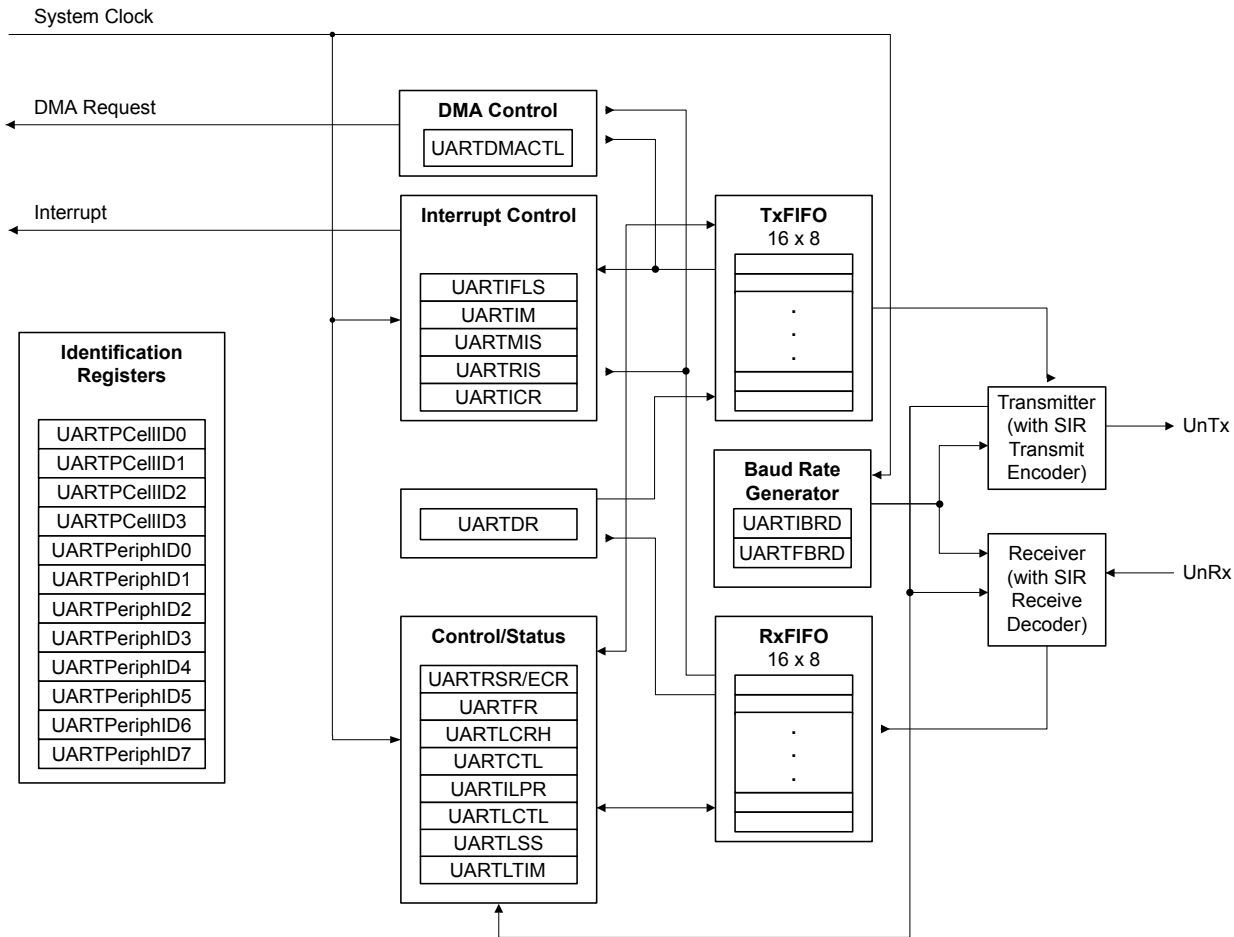 System Clock
DMA Request
DMA Control
UARTDMACTL
Interrupt
Interrupt Control
UARTIFLS
UARTIM
UARTMIS
UARTRIS
UARTICR
TxFIFO
16 x 8
.
.
.
Identification
Registers
UARTPCellID0
UARTPCellID1
UARTPCellID2
UARTPCellID3
UARTPeriphID0
UARTPeriphID1
UARTPeriphID2
UARTPeriphID3
UARTPeriphID4
UARTPeriphID5
UARTPeriphID6
UARTPeriphID7
UARTDR
Baud Rate
Generator
UARTIBRD
UARTFBRD
Transmitter
(with SIR
Transmit
Encoder)
UnTx
Receiver
(with SIR
Receive
Decoder)
UnRx
Control/Status
UARTRSR/ECR
UARTFR
UARTLCRH
UARTCTL
UARTILPR
UARTLCTL
UARTLSS
UARTLTIM
RxFIFO
16 x 8
.
.
.